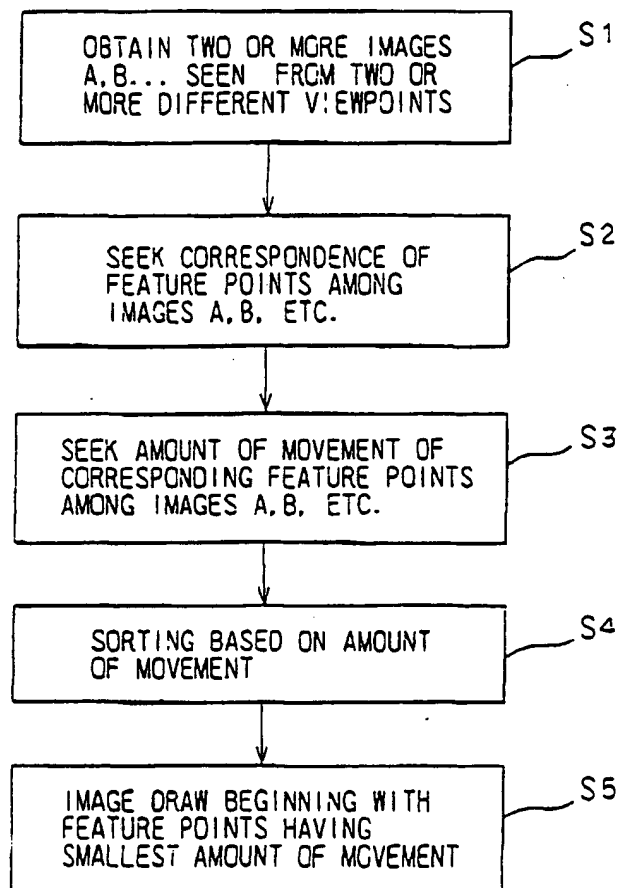 OBTAIN TWO OR MORE IMAGES
A,B... SEEN FROM TWO OR
MORE DIFFERENT VIEWPOINTS
S1
SEEK CORRESPONDENCE OF
FEATURE POINTS AMONG
IMAGES A,B, ETC.
S2
SEEK AMOUNT OF MOVEMENT OF
CORRESPONDING FEATURE POINTS
AMONG IMAGES A,B, ETC.
S3
SORTING BASED ON AMOUNT
OF MOVEMENT
S4
IMAGE DRAW BEGINNING WITH
FEATURE POINTS HAVING
SMALLEST AMOUNT OF MOVEMENT
S5